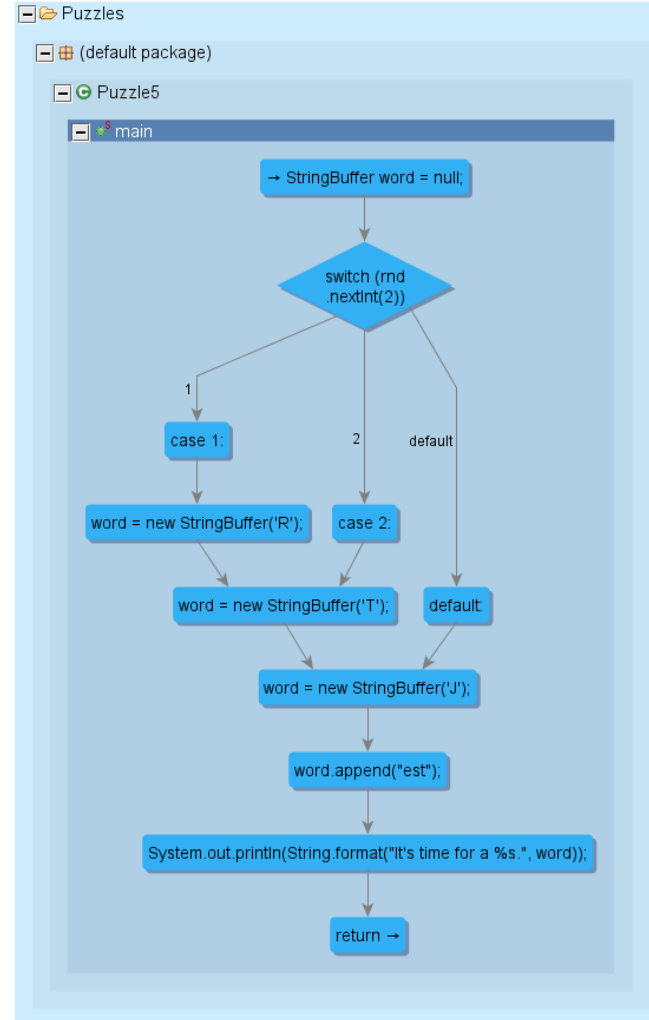 Puzzles
(default package)
Puzzle5
main
→ StringBuffer word = null;
switch (rnd
.nextInt(2))
1
2
default
case 1:
word = new StringBuffer('R');
case 2:
word = new StringBuffer('T');
default:
word = new StringBuffer('J');
word.append("est");
System.out.println(String.format("It's time for a %s.", word));
return →